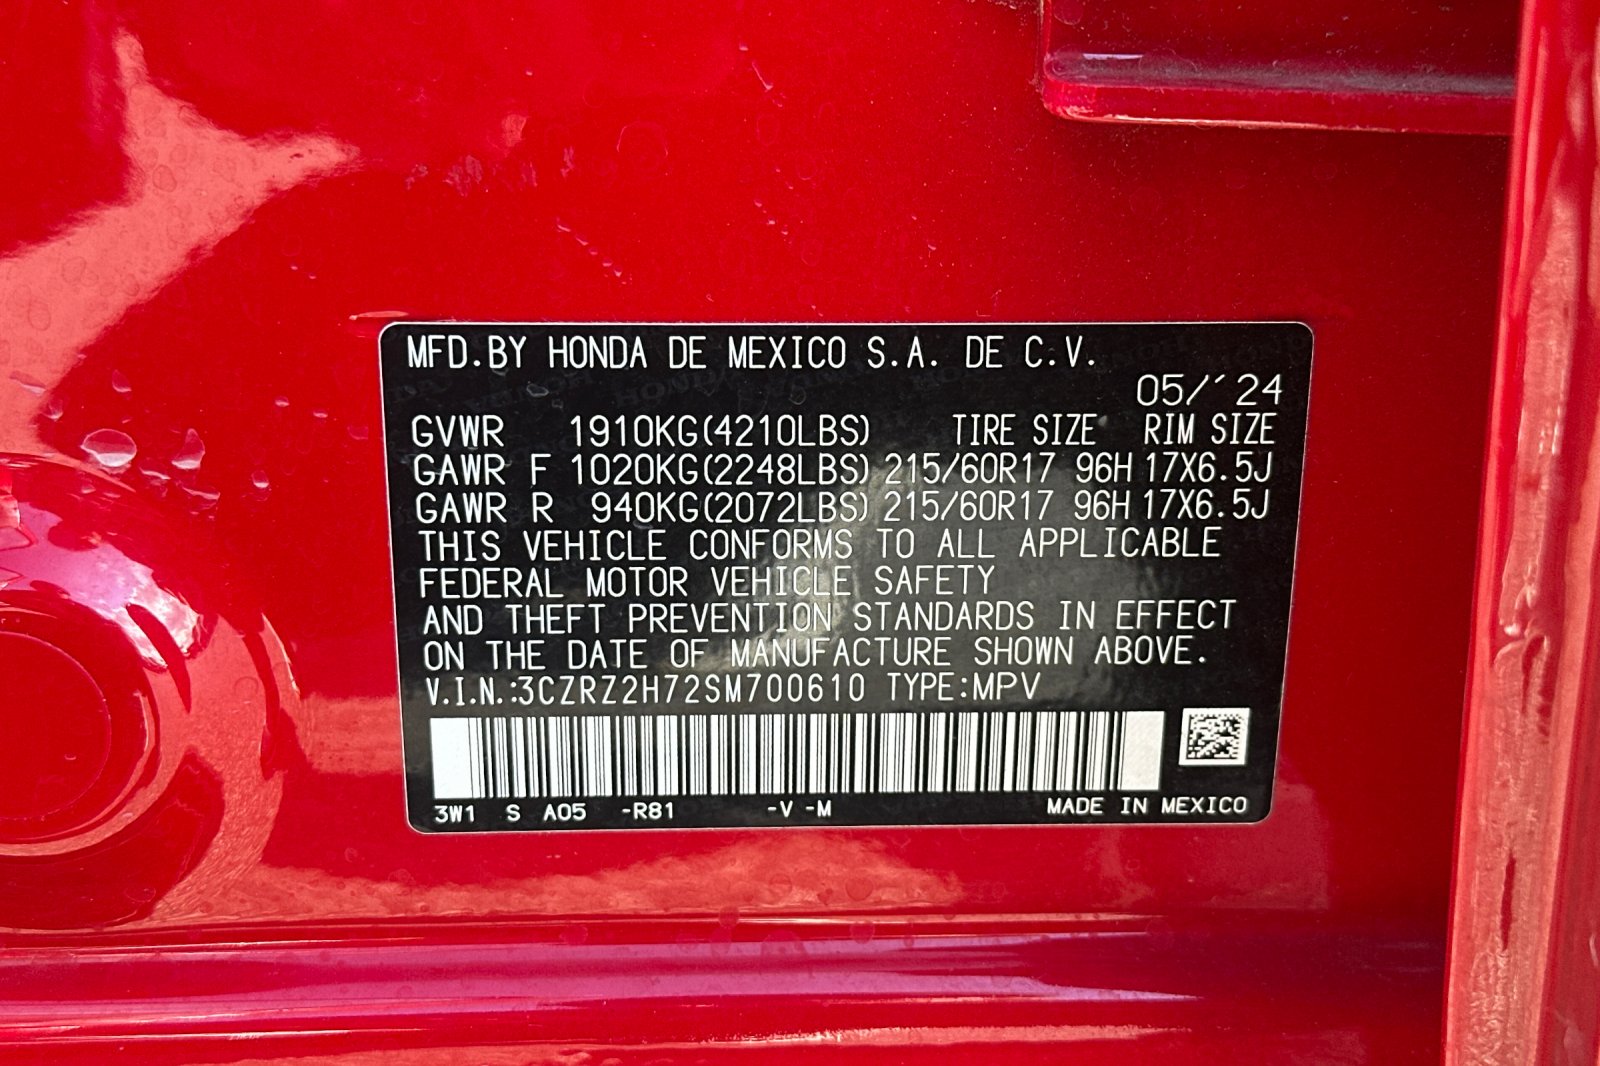 MFD.BY HONDA DE MEXICO S.A. DE C.V.
05/´24
GVWR 1910KG(4210LBS) TIRE SIZE RIM SIZE
GAWR F 1020KG(2248LBS) 215/60R17 96H 17X6.5J
GAWR R 940KG(2072LBS) 215/60R17 96H 17X6.5J
THIS VEHICLE CONFORMS TO ALL APPLICABLE
FEDERAL MOTOR VEHICLE SAFETY
AND THEFT PREVENTION STANDARDS IN EFFECT
ON THE DATE OF MANUFACTURE SHOWN ABOVE.
V.I.N.:3CZRZ2H72SM700610 TYPE:MPV
3W1 S A05 -R81 -V -M MADE IN MEXICO